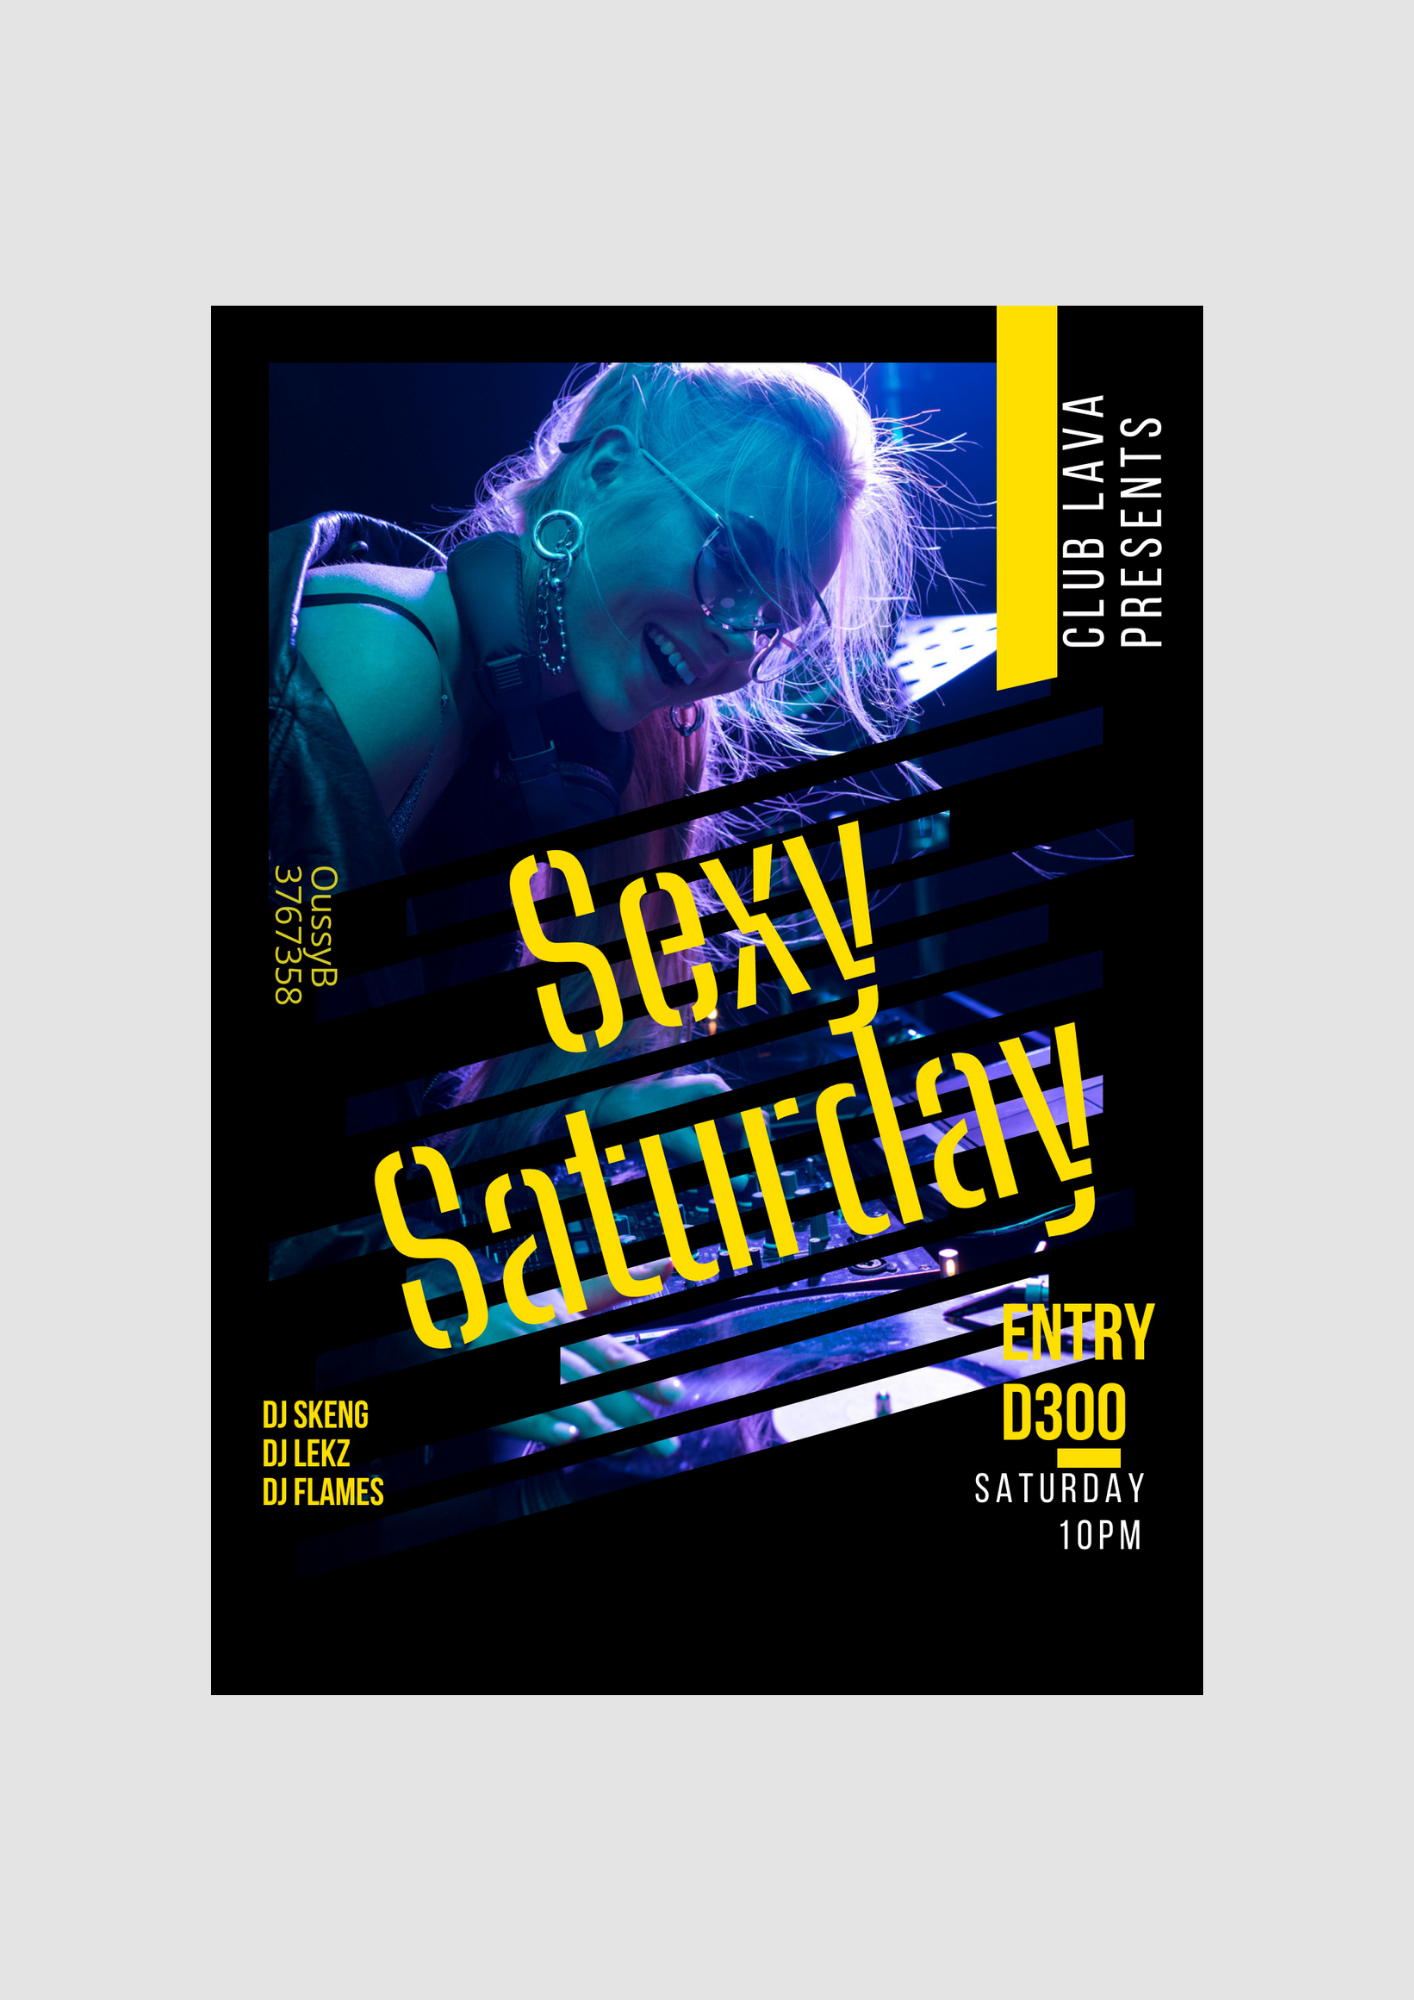 CLUB LAVA
PRESENTS
OussyB
3767358
Sexy
Saturday
ENTRY
D300
DJ SKENG
DJ LEKZ
DJ FLAMES
SATURDAY
10PM